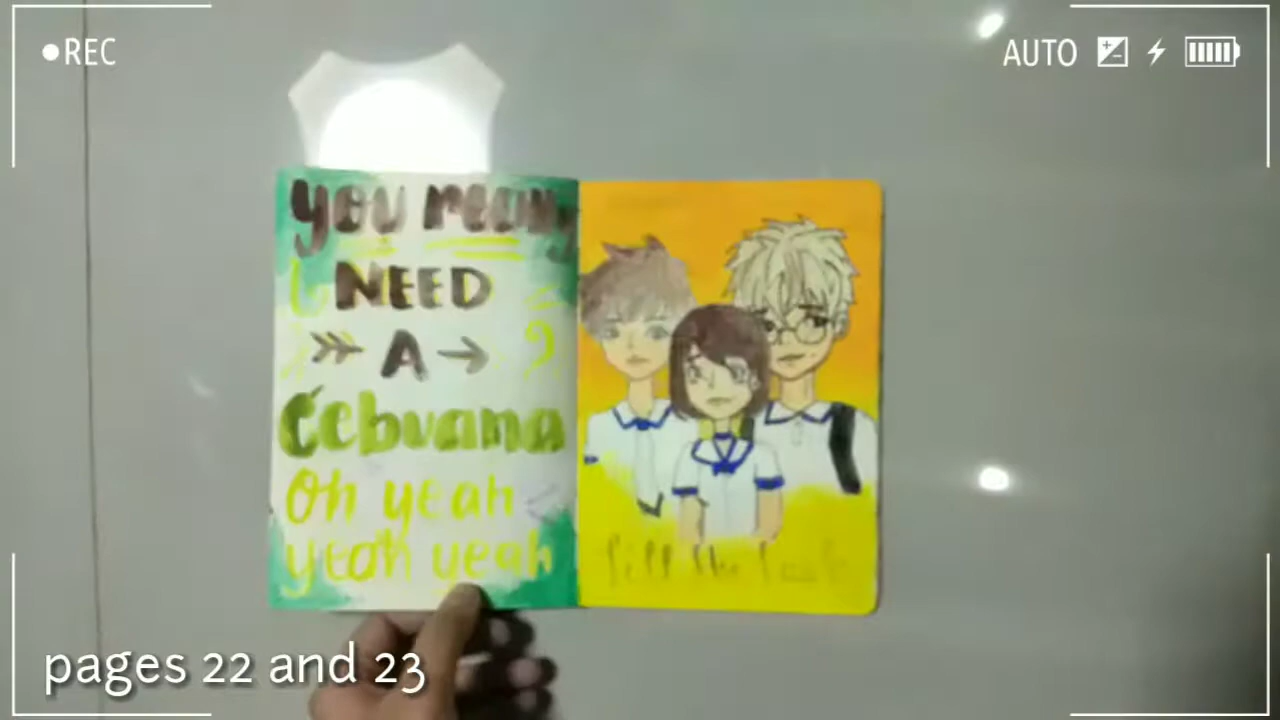 REC
AUTO
you really
NEED
A
Cebuana
Oh yeah
yeah yeah
pages 22 and 23